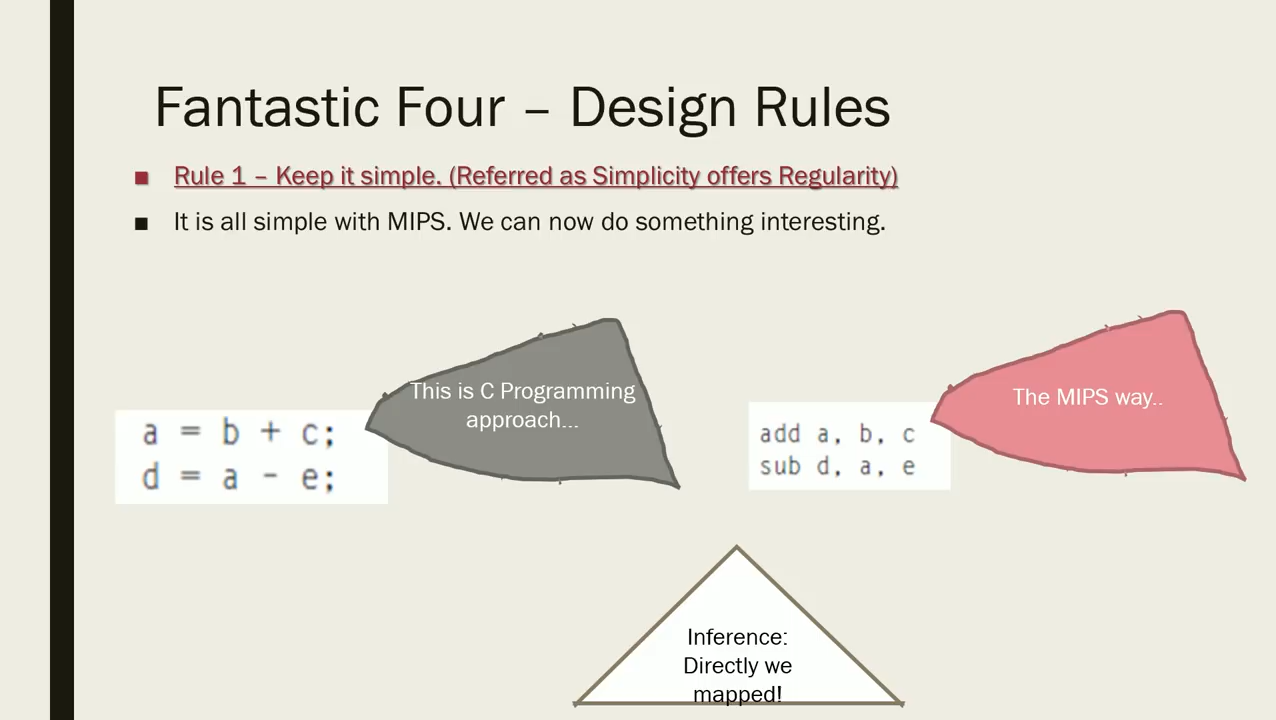 Fantastic Four – Design Rules
■ Rule 1 – Keep it simple. (Referred as Simplicity offers Regularity)
■ It is all simple with MIPS. We can now do something interesting.
a = b + c;
d = a - e;
This is C Programming
approach...
add a, b, c
sub d, a, e
The MIPS way..
Inference:
Directly we
mapped!